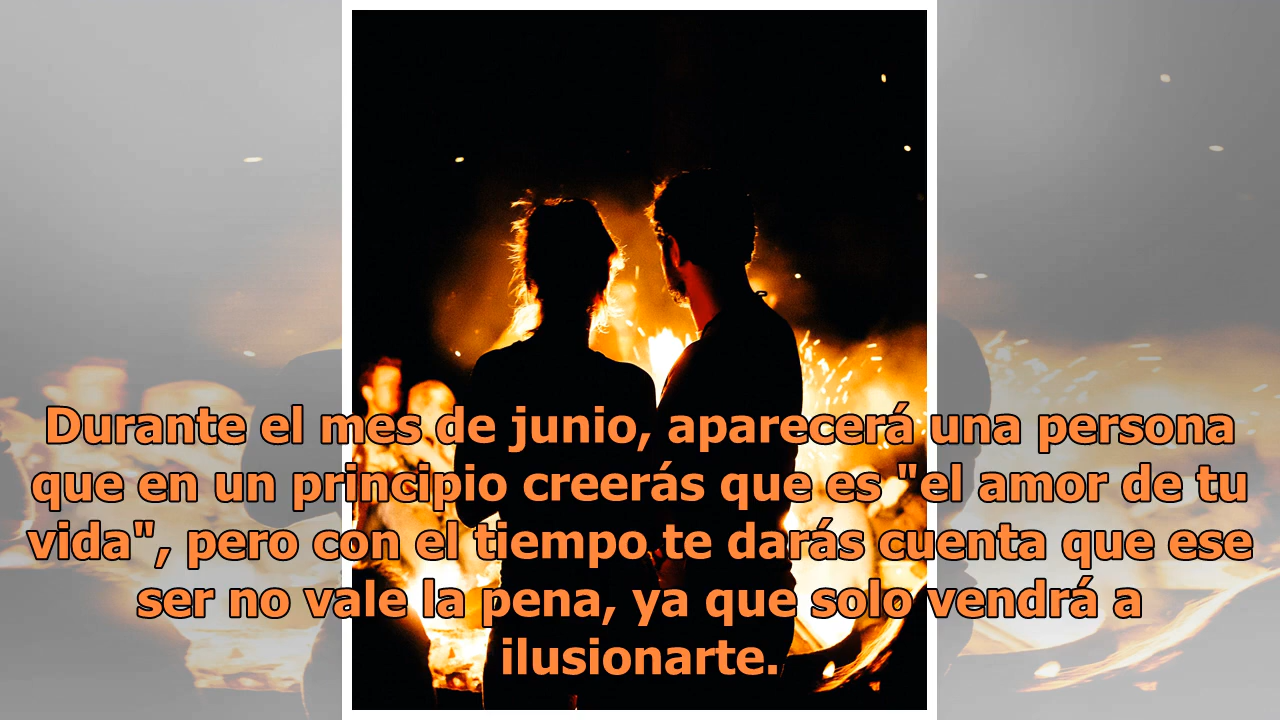 Durante el mes de junio, aparecerá una persona
que en un principio creerás que es "el amor de tu
vida", pero con el tiempo te darás cuenta que ese
ser no vale la pena, ya que solo vendrá a
ilusionarte.